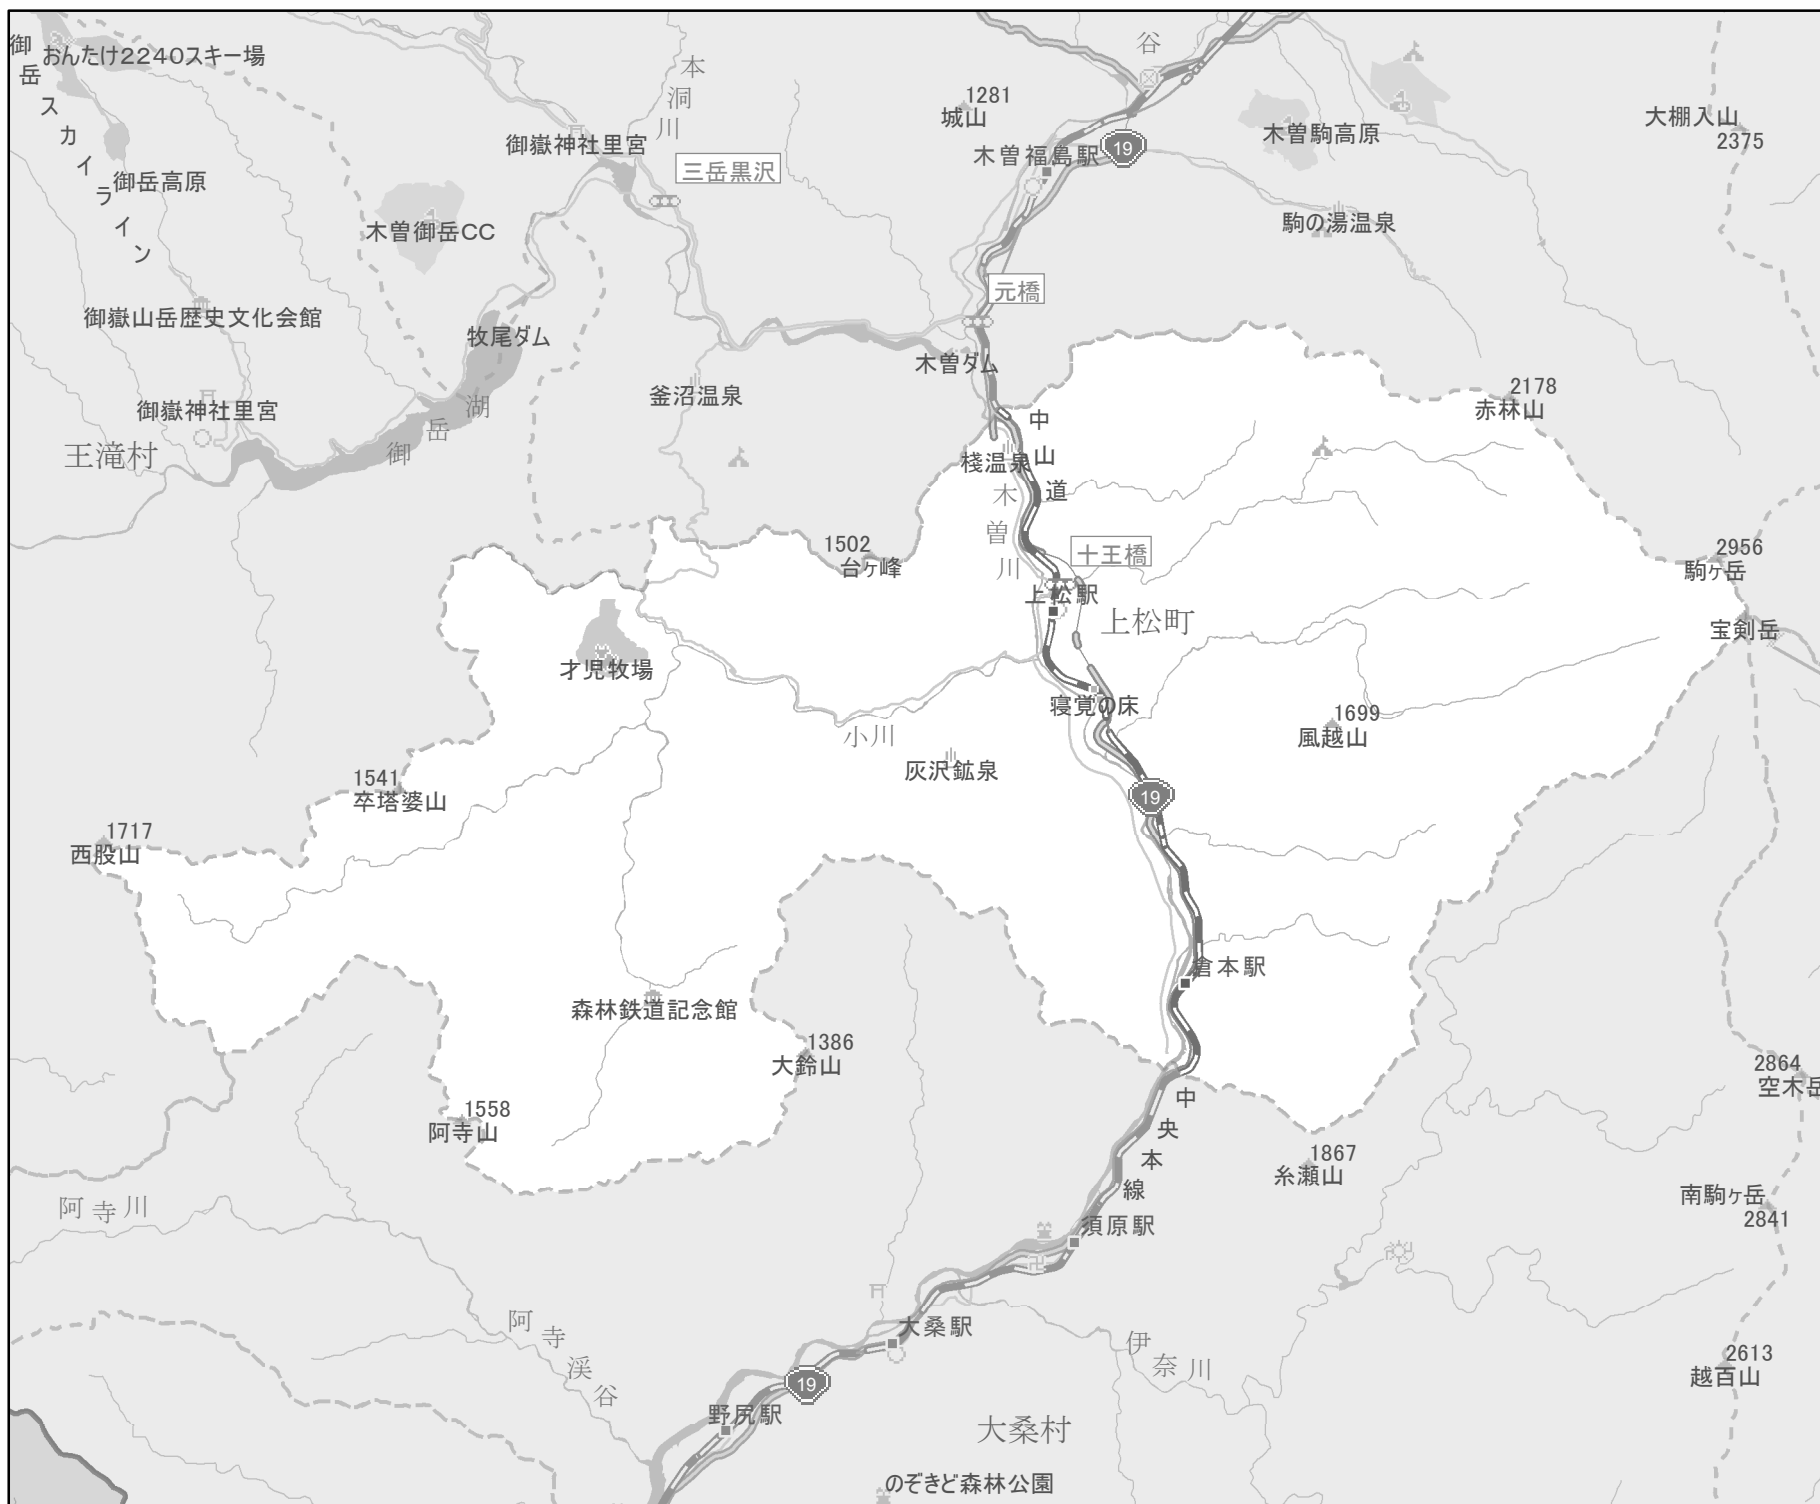 御岳スカイライン
おんたけ2240スキー場
本洞川
谷
1281
城山
木曽福島駅
19
木曽駒高原
大棚入山
2375
御嶽神社里宮
三岳黒沢
御岳高原
木曽御岳CC
駒の湯温泉
元橋
御嶽山岳歴史文化会館
牧尾ダム
木曽ダム
釜沼温泉
御嶽神社里宮
御岳湖
王滝村
2178
赤林山
中山道
棧温泉
木曽川
1502
台ヶ峰
十王橋
上松駅
上松町
2956
駒ヶ岳
宝剣岳
才児牧場
寝覚の床
小川
灰沢鉱泉
1699
風越山
1541
卒塔婆山
19
1717
西股山
倉本駅
森林鉄道記念館
1386
大鈴山
1558
阿寺山
2864
空木岳
中央本線
1867
糸瀬山
南駒ヶ岳
2841
阿寺川
須原駅
阿寺渓谷
大桑駅
伊奈川
2613
越百山
19
野尻駅
大桑村
のぞきど森林公園